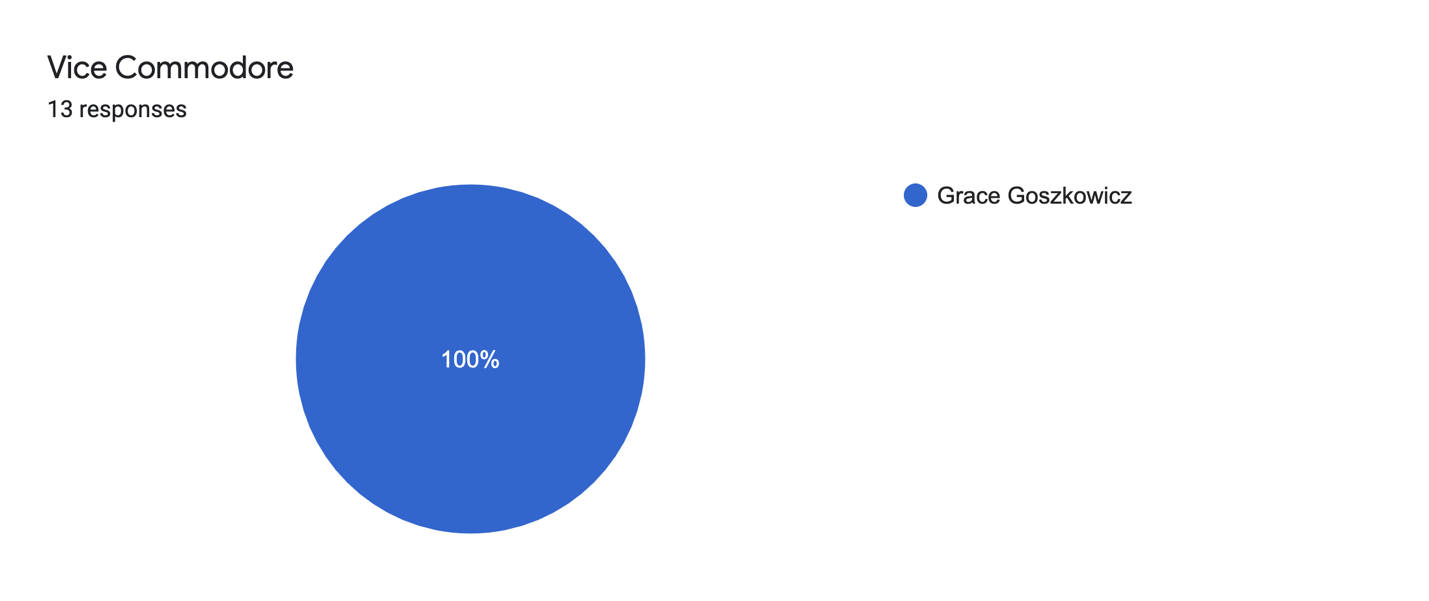 Vice Commodore
13 responses
Grace Goszkowicz
100%